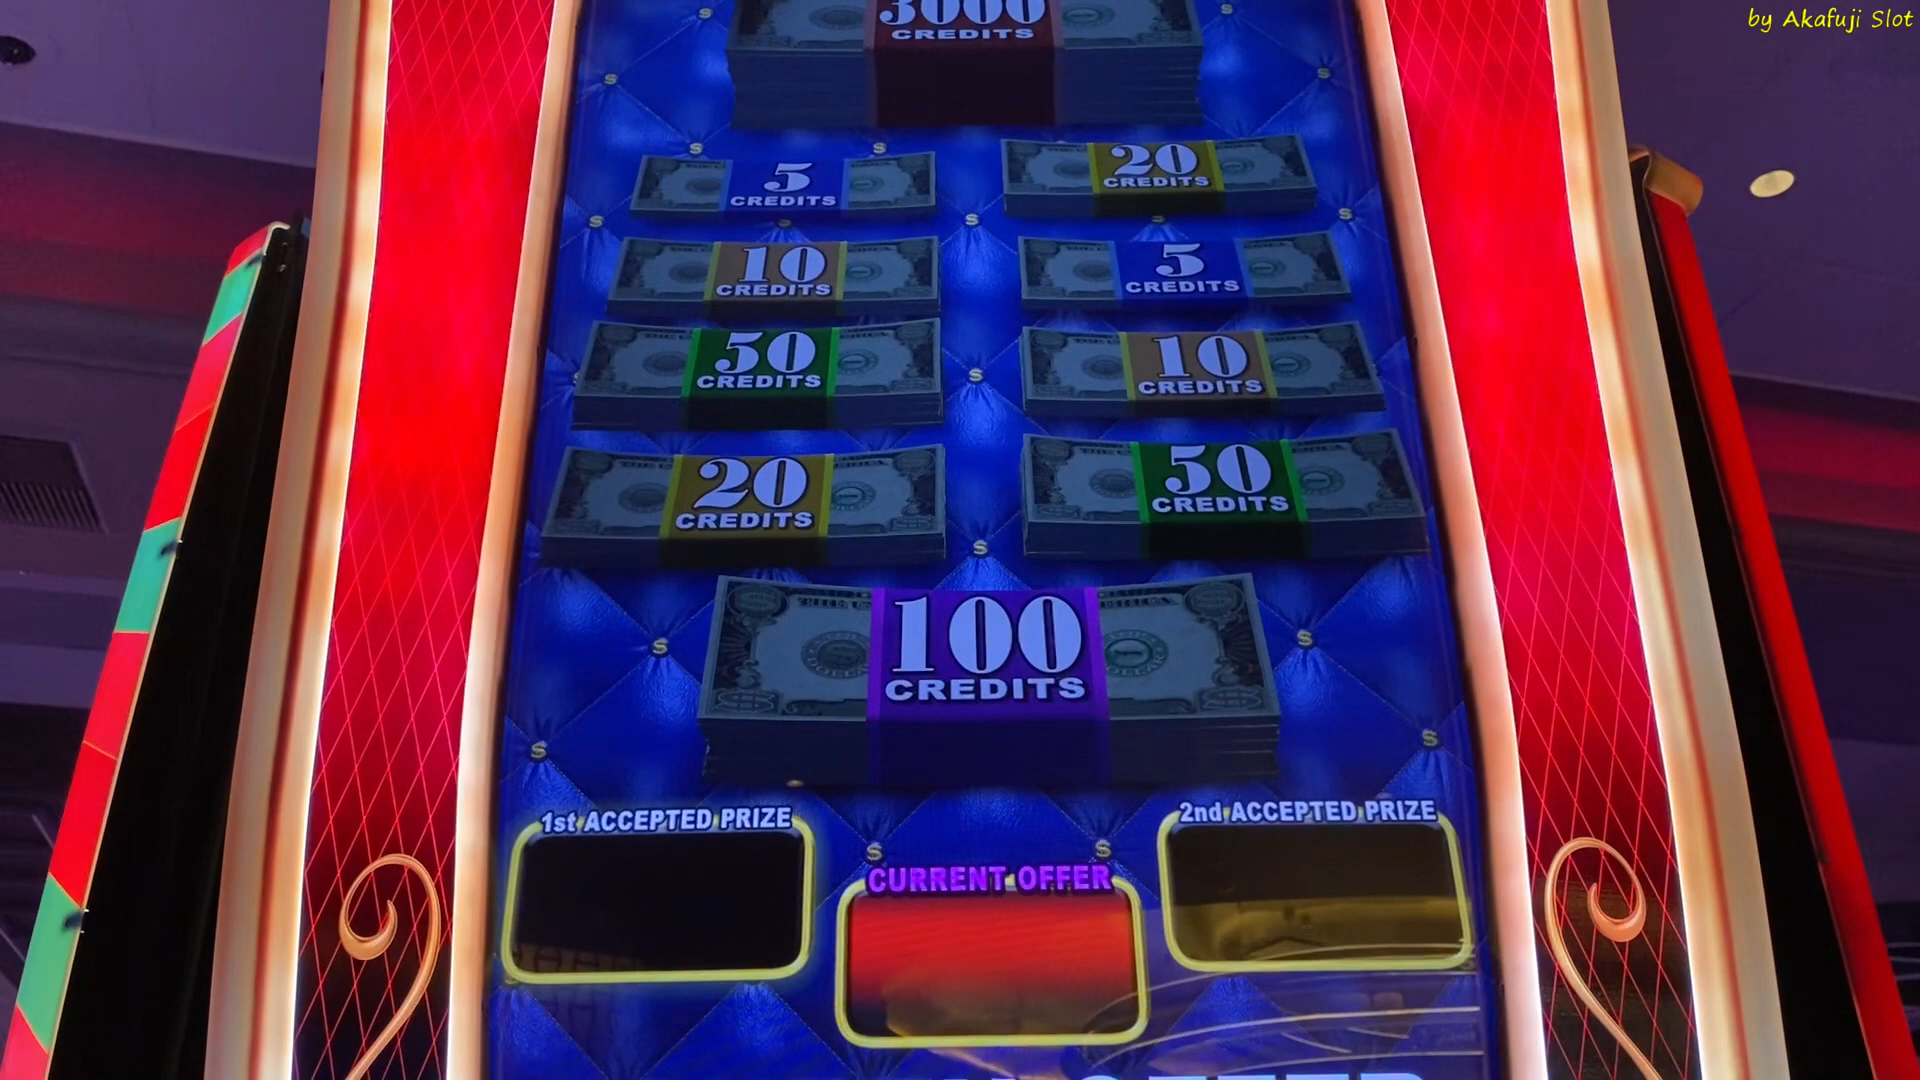 by Akafuji Slot
3000
CREDITS
5
CREDITS
20
CREDITS
10
CREDITS
5
CREDITS
50
CREDITS
10
CREDITS
20
CREDITS
50
CREDITS
100
CREDITS
1st ACCEPTED PRIZE
2nd ACCEPTED PRIZE
CURRENT OFFER